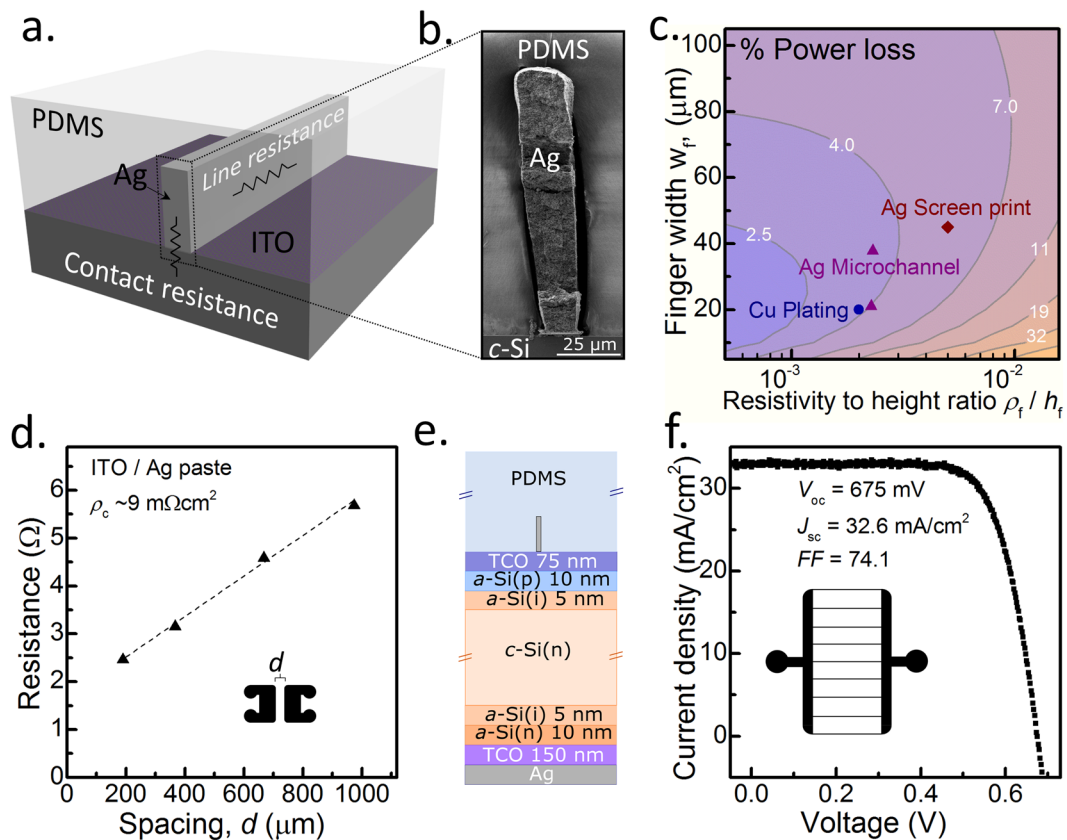 a.
PDMS
Ag
Line resistance
ITO
Contact resistance
b.
PDMS
Ag
c-Si
25 µm
c.
% Power loss
Finger width w_f, (µm)
100
80
60
40
20
7.0
4.0
2.5
11
19
32
Ag Screen print
Ag Microchannel
Cu Plating
10⁻³
10⁻²
Resistivity to height ratio ρ_f / h_f
d.
ITO / Ag paste
ρ_c ~9 mΩcm²
Resistance (Ω)
6
5
4
3
2
1
0
d
0
200
400
600
800
1000
Spacing, d (µm)
e.
PDMS
TCO 75 nm
a-Si(p) 10 nm
a-Si(i) 5 nm
c-Si(n)
a-Si(i) 5 nm
a-Si(n) 10 nm
TCO 150 nm
Ag
f.
Current density (mA/cm²)
33
22
11
0
V_oc = 675 mV
J_sc = 32.6 mA/cm²
FF = 74.1
0.0
0.2
0.4
0.6
Voltage (V)